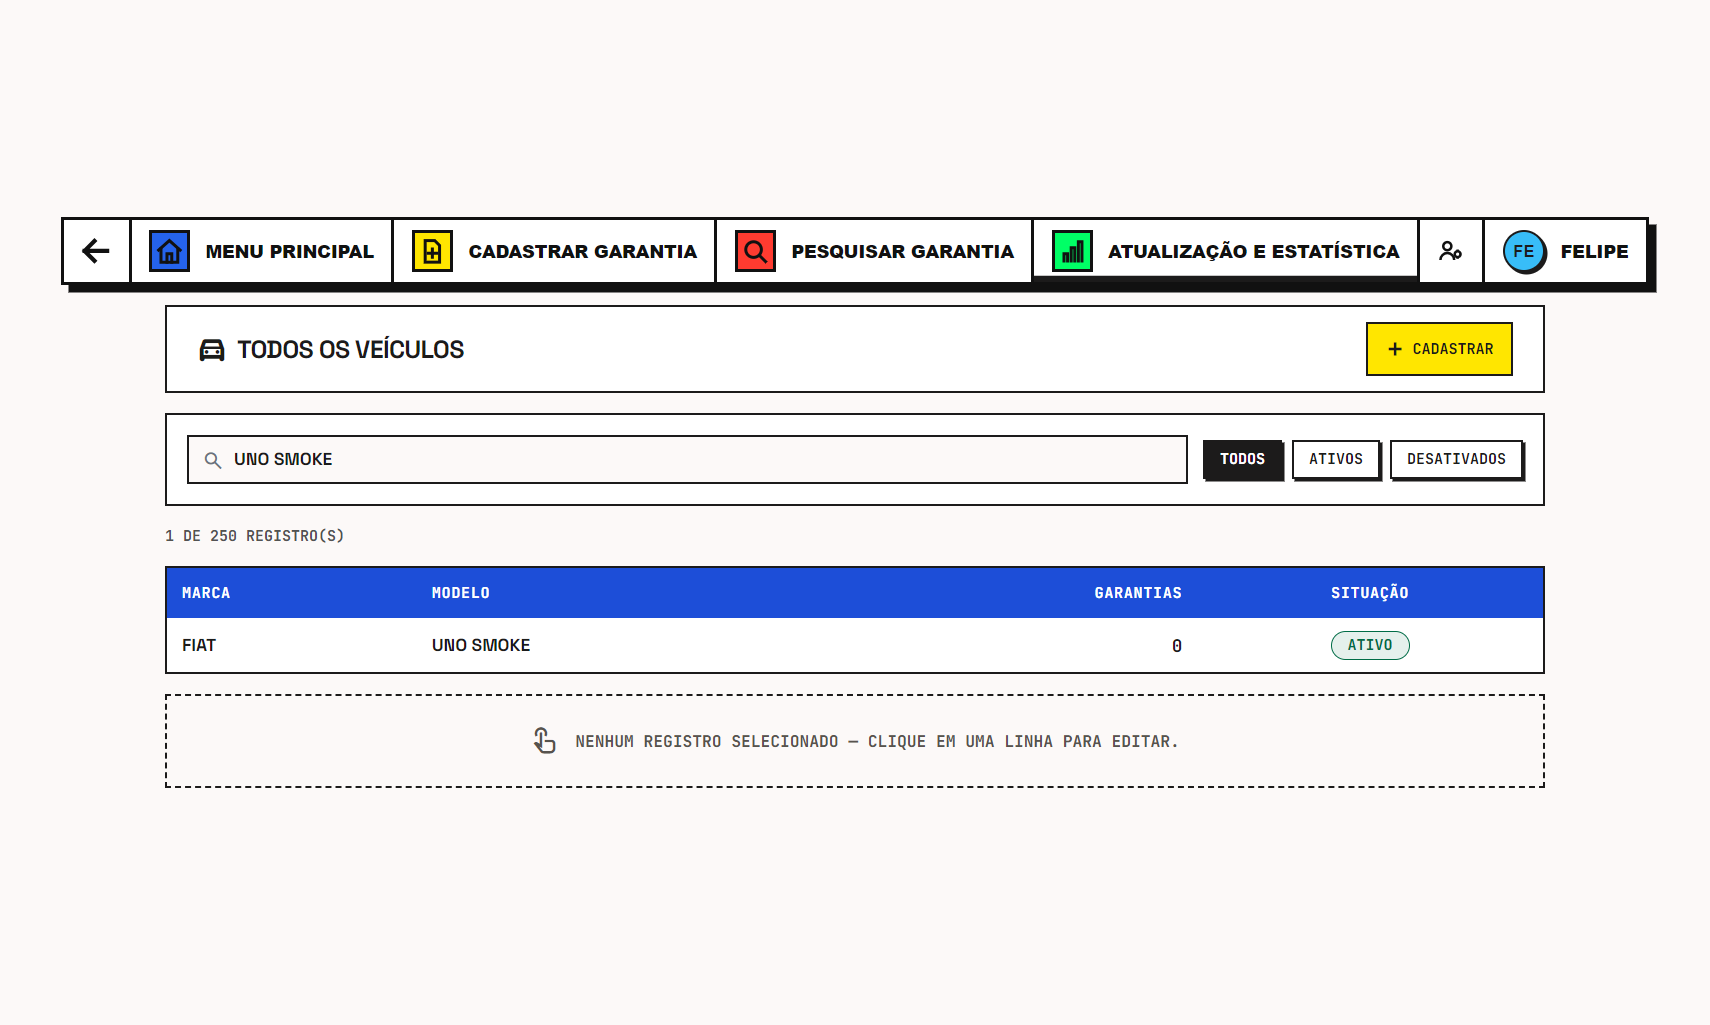 MENU PRINCIPAL
CADASTRAR GARANTIA
PESQUISAR GARANTIA
ATUALIZAÇÃO E ESTATÍSTICA
FE
FELIPE
TODOS OS VEÍCULOS
CADASTRAR
UNO SMOKE
TODOS
ATIVOS
DESATIVADOS
1 DE 250 REGISTRO(S)
MARCA MODELO GARANTIAS SITUAÇÃO
FIAT UNO SMOKE 0 ATIVO
NENHUM REGISTRO SELECIONADO — CLIQUE EM UMA LINHA PARA EDITAR.